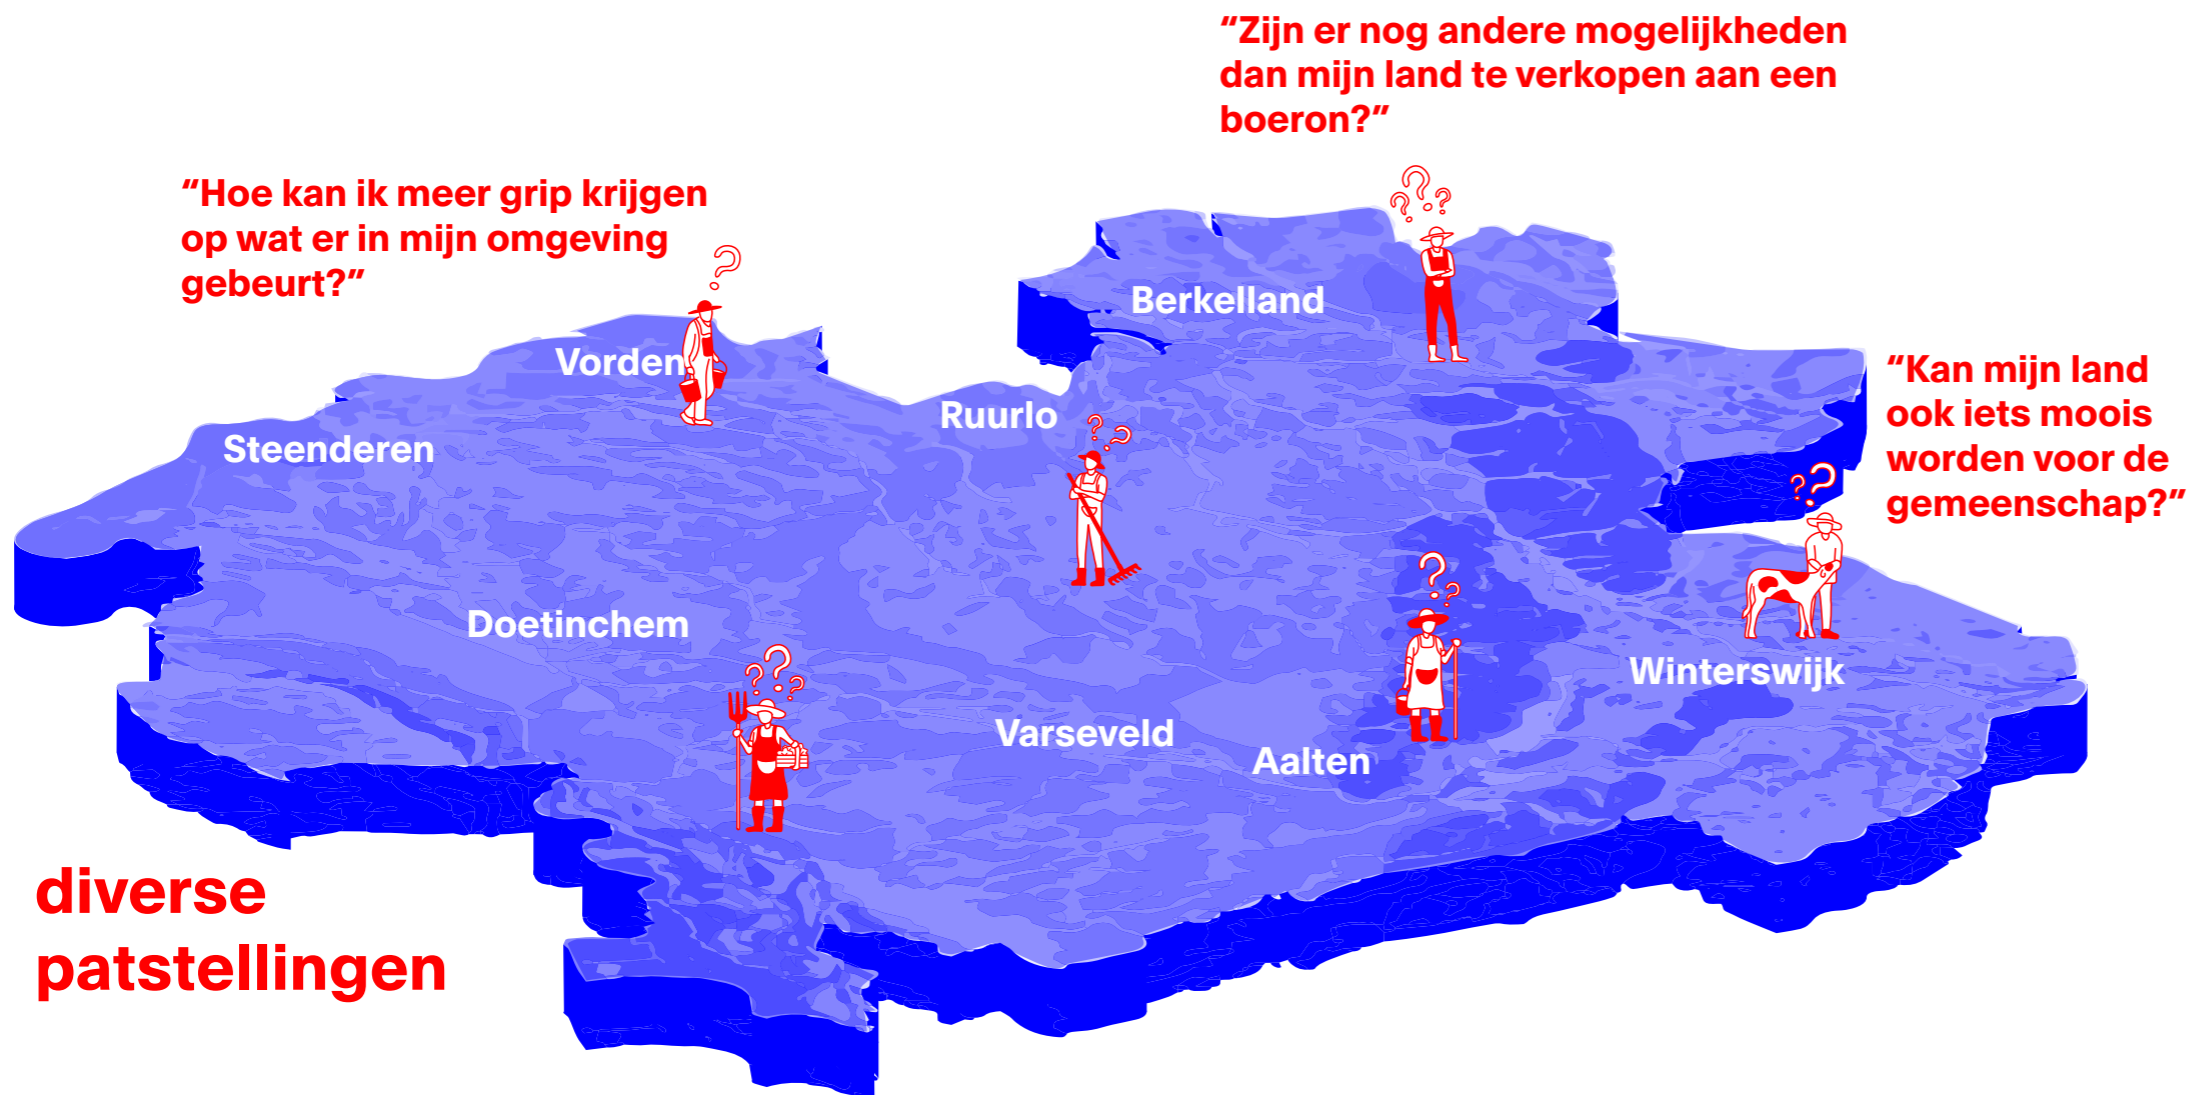 “Zijn er nog andere mogelijkheden
dan mijn land te verkopen aan een
boeron?”
“Hoe kan ik meer grip krijgen
op wat er in mijn omgeving
gebeurt?”
Berkelland
Vorden
“Kan mijn land
ook iets moois
worden voor de
gemeenschap?”
Ruurlo
Steenderen
Doetinchem
Winterswijk
Varseveld
Aalten
diverse
patstellingen